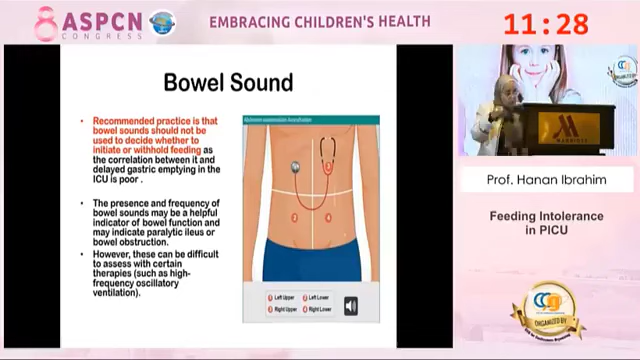 8 ASPCN
CONGRESS
EMBRACING CHILDREN'S HEALTH
11:28
Bowel Sound
• Recommended practice is that
bowel sounds should not be
used to decide whether to
initiate or withhold feeding as
the correlation between it and
delayed gastric emptying in the
ICU is poor .
• The presence and frequency of
bowel sounds may be a helpful
indicator of bowel function and
may indicate paralytic ileus or
bowel obstruction.
• However, these can be difficult
to assess with certain
therapies (such as high-
frequency oscillatory
ventilation).
Left Upper
Left Lower
Right Upper
Right Lower
MARRIOTT
Prof. Hanan Ibrahim
Feeding Intolerance
in PICU
ORGANIZED BY